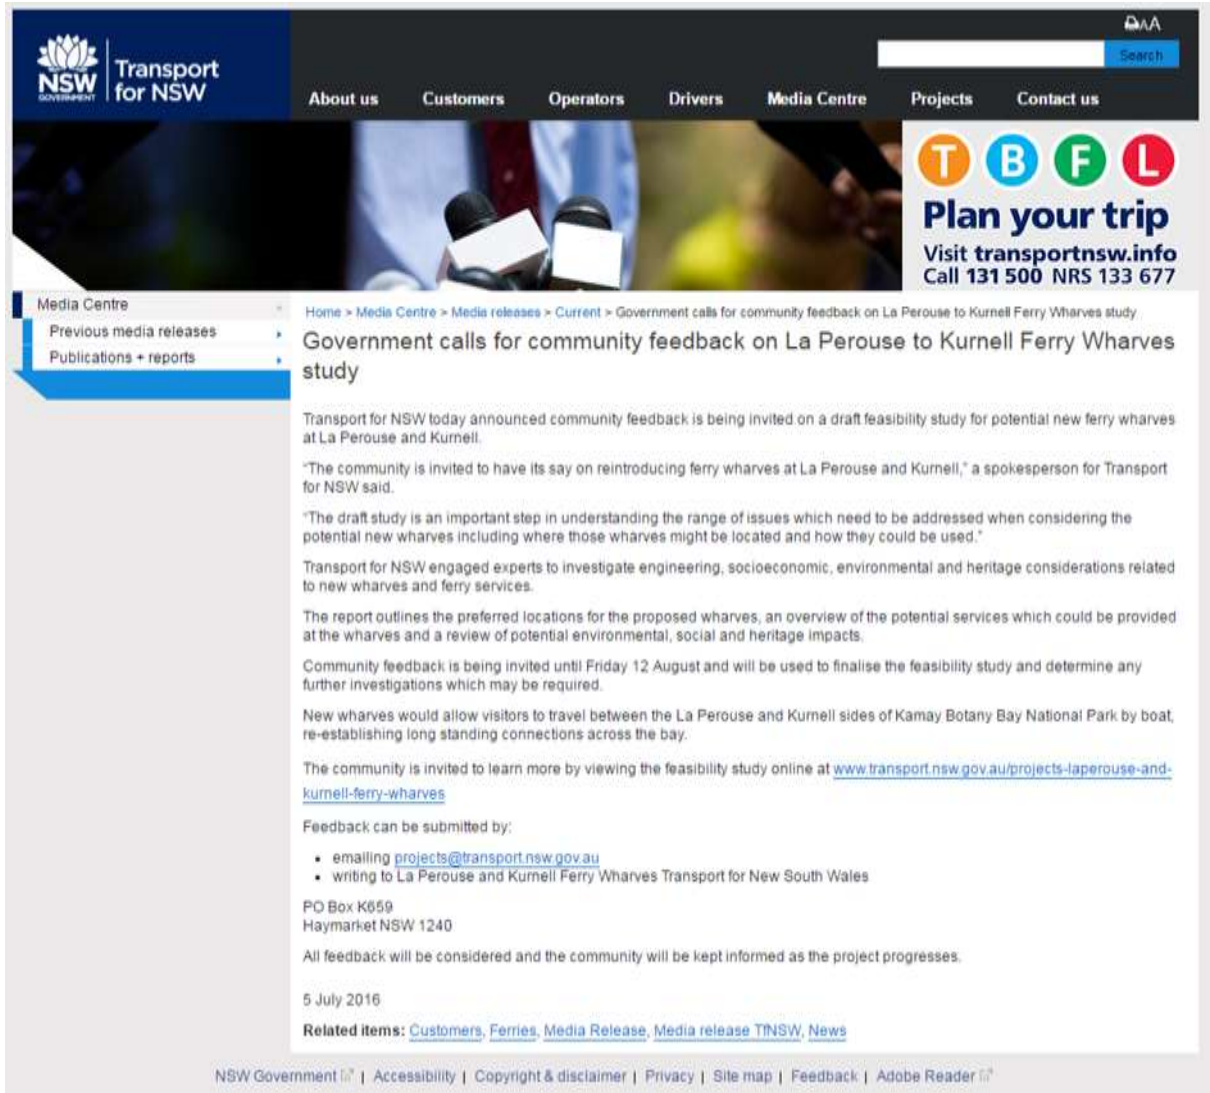 AA
Search
NSW
GOVERNMENT
Transport
for NSW
About us Customers Operators Drivers Media Centre Projects Contact us
T B F L
Plan your trip
Visit transportnsw.info
Call 131 500 NRS 133 677
Media Centre
Previous media releases
Publications + reports
Home > Media Centre > Media releases > Current > Government calls for community feedback on La Perouse to Kurnell Ferry Wharves study
Government calls for community feedback on La Perouse to Kurnell Ferry Wharves
study
Transport for NSW today announced community feedback is being invited on a draft feasibility study for potential new ferry wharves
at La Perouse and Kurnell.
"The community is invited to have its say on reintroducing ferry wharves at La Perouse and Kurnell," a spokesperson for Transport
for NSW said.
"The draft study is an important step in understanding the range of issues which need to be addressed when considering the
potential new wharves including where those wharves might be located and how they could be used."
Transport for NSW engaged experts to investigate engineering, socioeconomic, environmental and heritage considerations related
to new wharves and ferry services.
The report outlines the preferred locations for the proposed wharves, an overview of the potential services which could be provided
at the wharves and a review of potential environmental, social and heritage impacts.
Community feedback is being invited until Friday 12 August and will be used to finalise the feasibility study and determine any
further investigations which may be required.
New wharves would allow visitors to travel between the La Perouse and Kurnell sides of Kamay Botany Bay National Park by boat,
re-establishing long standing connections across the bay.
The community is invited to learn more by viewing the feasibility study online at www.transport.nsw.gov.au/projects-laperouse-and-
kurnell-ferry-wharves
Feedback can be submitted by:
• emailing projects@transport.nsw.gov.au
• writing to La Perouse and Kurnell Ferry Wharves Transport for New South Wales
PO Box K659
Haymarket NSW 1240
All feedback will be considered and the community will be kept informed as the project progresses.
5 July 2016
Related items: Customers, Ferries, Media Release, Media release TfNSW, News
NSW Government | Accessibility | Copyright & disclaimer | Privacy | Site map | Feedback | Adobe Reader